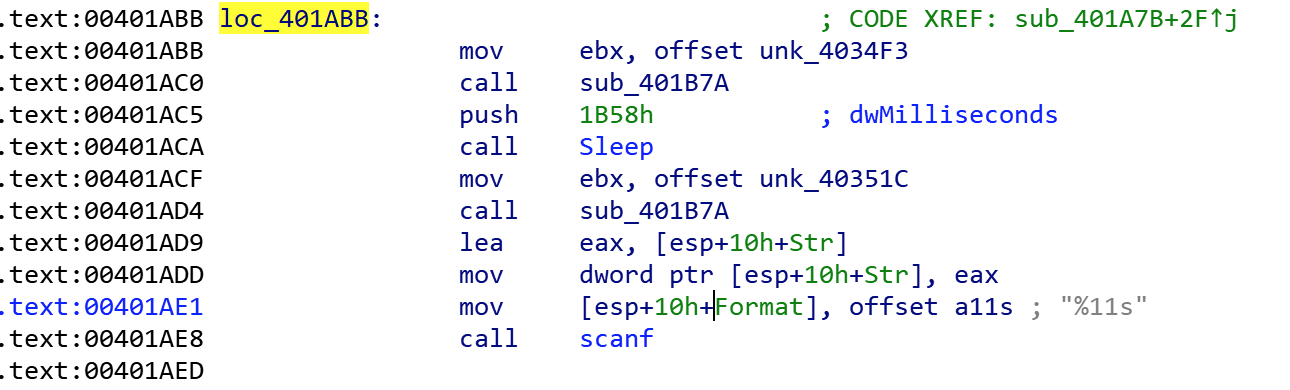 .text:00401ABB loc_401ABB: ; CODE XREF: sub_401A7B+2F↑j
.text:00401ABB mov ebx, offset unk_4034F3
.text:00401AC0 call sub_401B7A
.text:00401AC5 push 1B58h ; dwMilliseconds
.text:00401ACA call Sleep
.text:00401ACF mov ebx, offset unk_40351C
.text:00401AD4 call sub_401B7A
.text:00401AD9 lea eax, [esp+10h+Str]
.text:00401ADD mov dword ptr [esp+10h+Str], eax
.text:00401AE1 mov [esp+10h+Format], offset a11s ; "%11s"
.text:00401AE8 call scanf
.text:00401AED